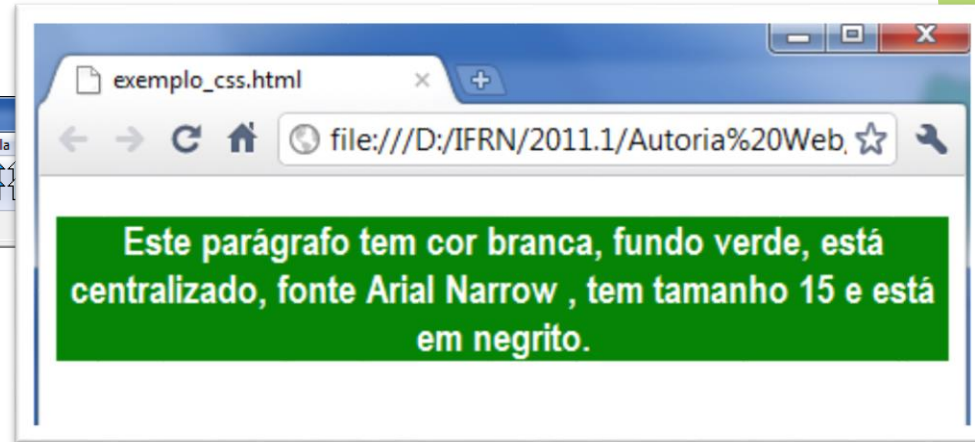 exemplo_css.html
file:///D:/IFRN/2011.1/Autoria%20Web,
la
Este parágrafo tem cor branca, fundo verde, está
centralizado, fonte Arial Narrow , tem tamanho 15 e está
em negrito.